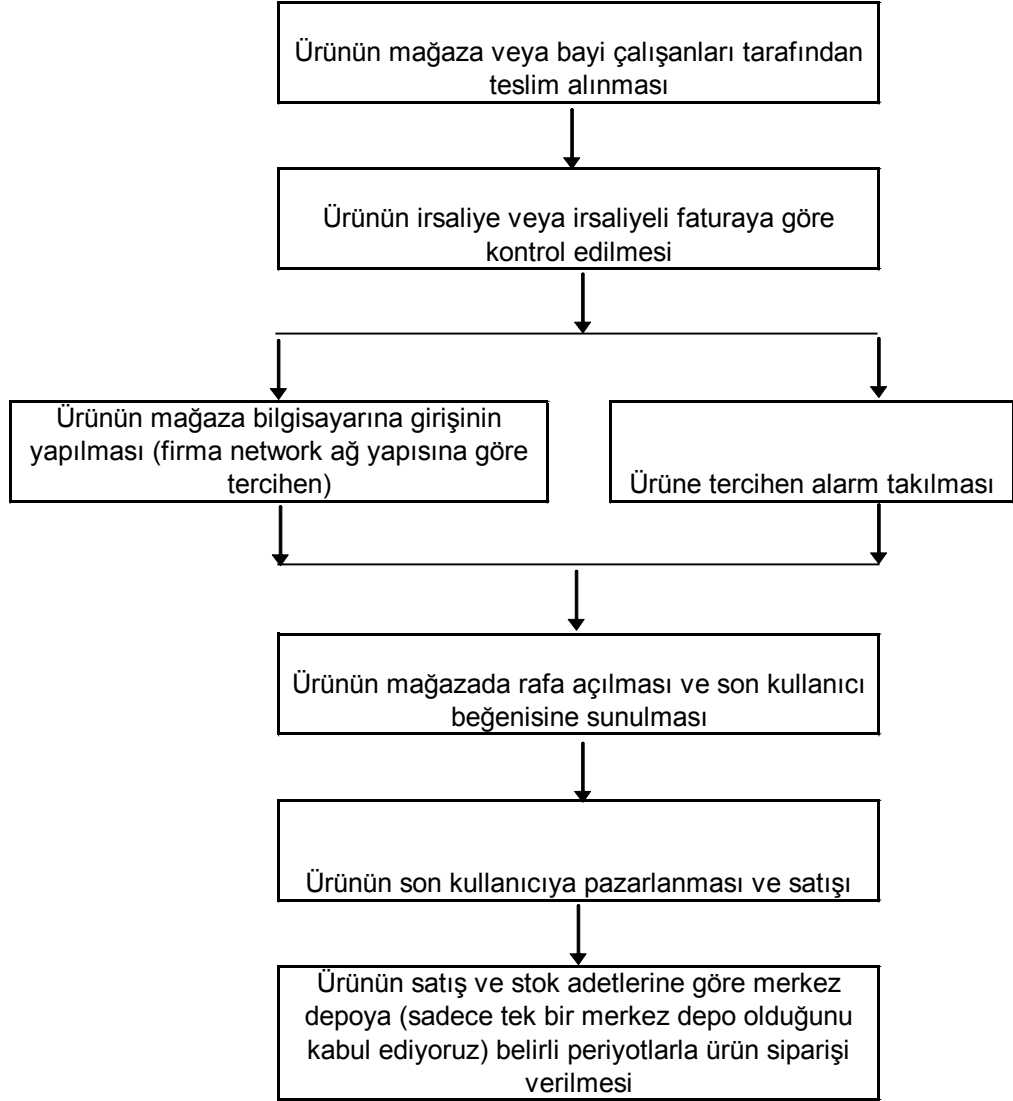 Ürünün mağaza veya bayi çalışanları tarafından
teslim alınması
Ürünün irsaliye veya irsaliyeli faturaya göre
kontrol edilmesi
Ürünün mağaza bilgisayarına girişinin
yapılması (firma network ağ yapısına göre
tercihen)
Ürüne tercihen alarm takılması
Ürünün mağazada rafa açılması ve son kullanıcı
beğenisine sunulması
Ürünün son kullanıcıya pazarlanması ve satışı
Ürünün satış ve stok adetlerine göre merkez
depoya (sadece tek bir merkez depo olduğunu
kabul ediyoruz) belirli periyotlarla ürün siparişi
verilmesi